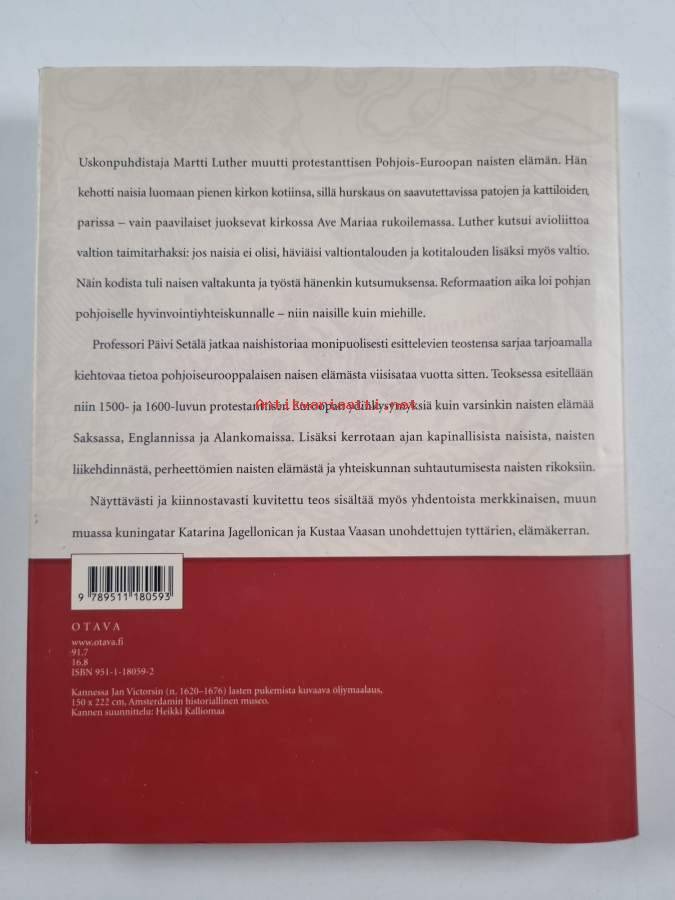 Uskonpuhdistaja Martti Luther muutti protestanttisen Pohjois-Euroopan naisten elämän. Hän
kehotti naisia luomaan pienen kirkon kotiinsa, sillä hurskaus on saavutettavissa patojen ja kattiloiden
parissa – vain paavilaiset juoksevat kirkossa Ave Mariaa rukoilemassa. Luther kutsui avioliittoa
valtion taimitarhaksi: jos naisia ei olisi, häviäisi valtiontalouden ja kotitalouden lisäksi myös valtio.
Näin kodista tuli naisen valtakunta ja työstä hänenkin kutsumuksensa. Reformaation aika loi pohjan
pohjoiselle hyvinvointiyhteiskunnalle – niin naisille kuin miehille.
Professori Päivi Setälä jatkaa naishistoriaa monipuolisesti esittelevien teostensa sarjaa tarjoamalla
kiehtovaa tietoa pohjoiseurooppalaisen naisen elämästä viisisataa vuotta sitten. Teoksessa esitellään
niin 1500- ja 1600-luvun protestanttisen Euroopan ydinkysymyksiä kuin varsinkin naisten elämää
Antikvariaatti.net
Saksassa, Englannissa ja Alankomaissa. Lisäksi kerrotaan ajan kapinallisista naisista, naisten
liikehdinnästä, perheettömien naisten elämästä ja yhteiskunnan suhtautumisesta naisten rikoksiin.
Näyttävästi ja kiinnostavasti kuvitettu teos sisältää myös yhdentoista merkkinaisen, muun
muassa kuningatar Katarina Jagellonican ja Kustaa Vaasan unohdettujen tyttärien, elämäkerran.
9 789511 180593
OTAVA
www.otava.fi
91.7
16.8
ISBN 951-1-18059-2
Kannessa Jan Victorsin (n. 1620–1676) lasten pukemista kuvaava öljymaalaus,
150 x 222 cm, Amsterdamin historiallinen museo.
Kannen suunnittelu: Heikki Kalliomaa